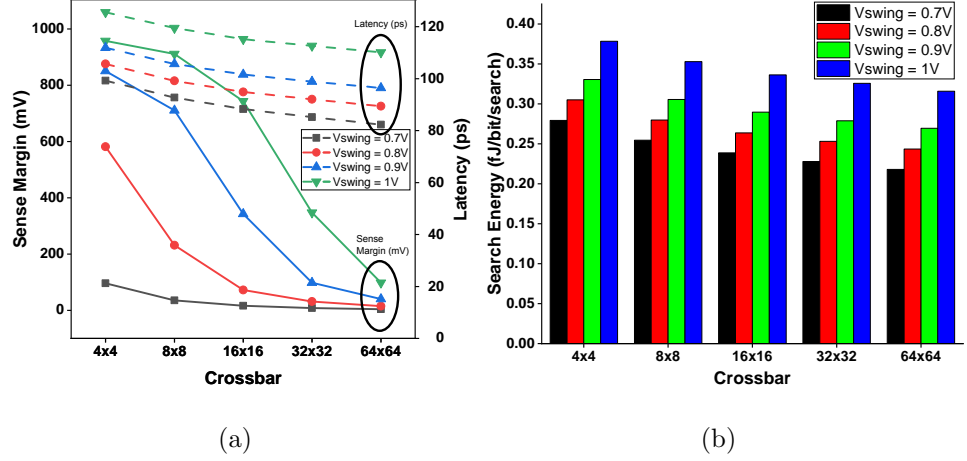 1000
800
600
400
200
0
Sense Margin (mV)
4x4
8x8
16x16
32x32
64x64
Crossbar
120
100
80
60
40
20
0
Latency (ps)
Latency (ps)
Vswing = 0.7V
Vswing = 0.8V
Vswing = 0.9V
Vswing = 1V
Sense
Margin (mV)
(a)
0.40
0.35
0.30
0.25
0.20
0.15
0.10
0.05
0.00
Search Energy (fJ/bit/search)
Vswing = 0.7V
Vswing = 0.8V
Vswing = 0.9V
Vswing = 1V
4x4
8x8
16x16
32x32
64x64
Crossbar
(b)